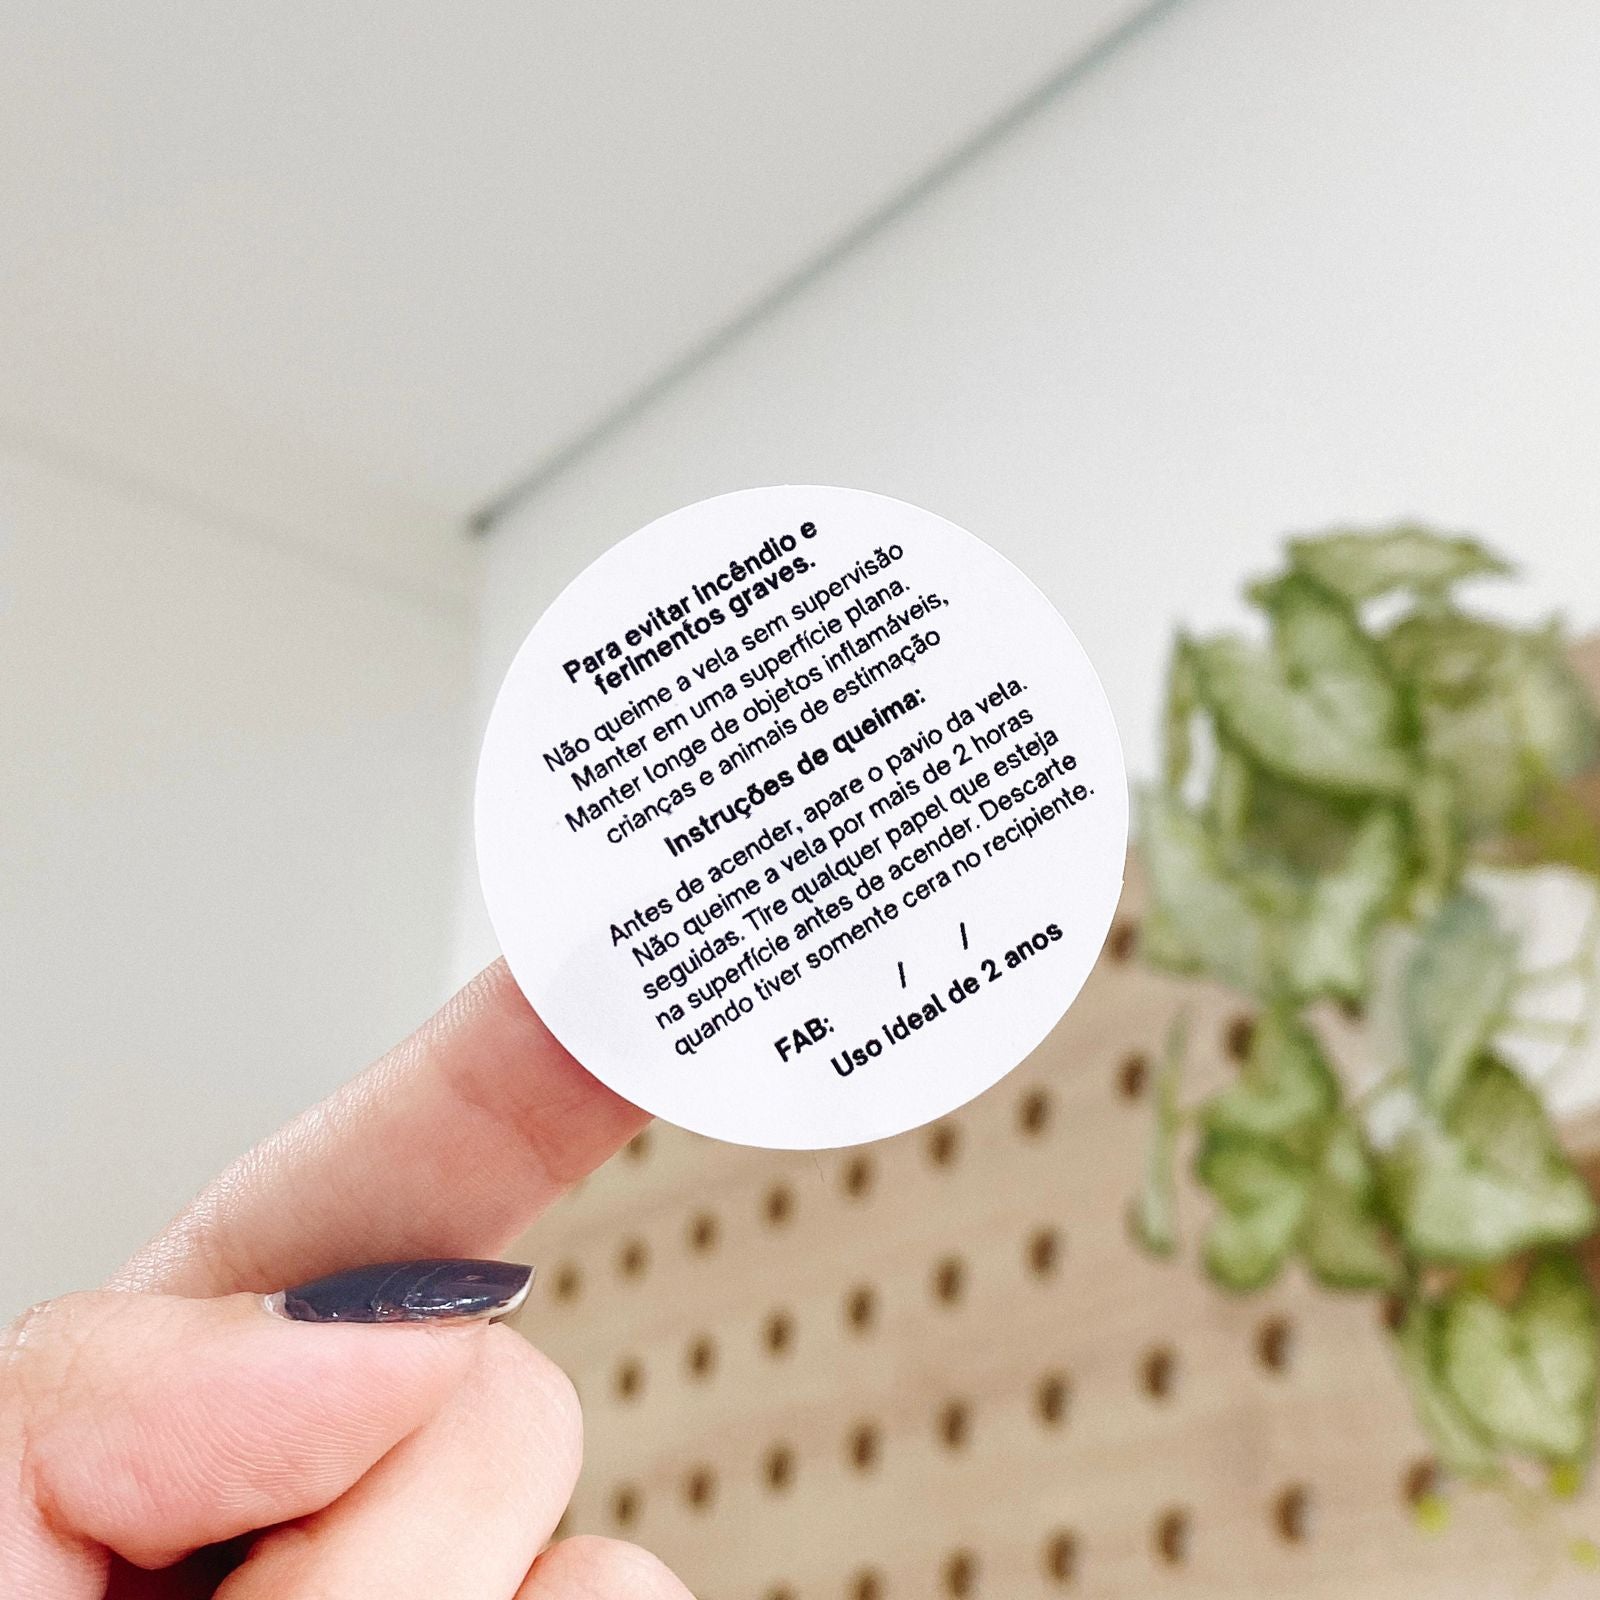 Para evitar incêndio e
ferimentos graves.
Não queime a vela sem supervisão
Manter em uma superfície plana.
Manter longe de objetos inflamáveis,
crianças e animais de estimação
Instruções de queima:
Antes de acender, apare o pavio da vela.
Não queime a vela por mais de 2 horas
seguidas. Tire qualquer papel que esteja
na superfície antes de acender. Descarte
quando tiver somente cera no recipiente.
FAB: / /
Uso ideal de 2 anos